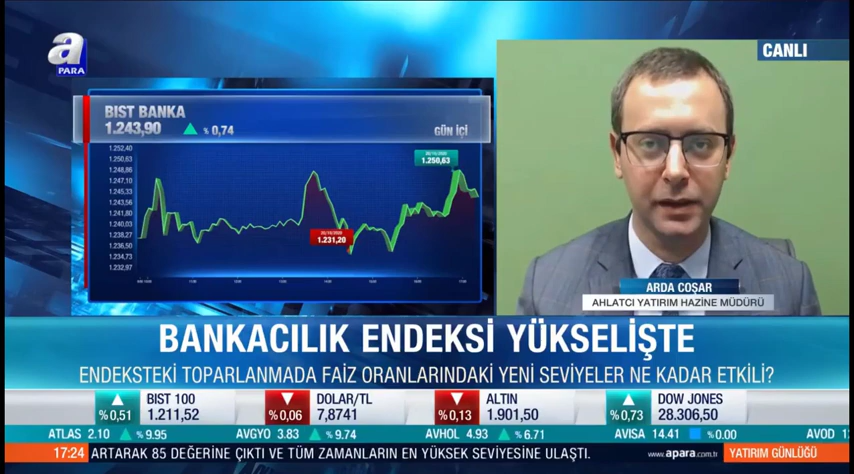 a
PARA
CANLI
BIST BANKA
1.243,90 % 0,74
GÜN İÇİ
1.252,40
1.250,63
1.248,86
1.247,10
1.245,33
1.243,56
1.241,80
1.240,03
1.238,27
1.236,50
1.234,73
1.232,97
1.250,63
1.231,20
ARDA COŞAR
AHLATCI YATIRIM HAZİNE MÜDÜRÜ
BANKACILIK ENDEKSİ YÜKSELİŞTE
ENDEKSTEKİ TOPARLANMADA FAİZ ORANLARINDAKİ YENİ SEVİYELER NE KADAR ETKİLİ?
%0,51 BIST 100 1.211,52
%0,06 DOLAR/TL 7,8741
%0,13 ALTIN 1.901,50
%0,73 DOW JONES 28.306,50
ATLAS 2.10 % 9.95 AVGYO 3.83 % 9.74 AVHOL 4.93 % 6.71 AVISA 14.41 %0.00 AVOD
17:24 ARTARAK 85 DEĞERİNE ÇIKTI VE TÜM ZAMANLARIN EN YÜKSEK SEVİYESİNE ULAŞTI. www.apara.com.tr YATIRIM GÜNLÜĞÜ